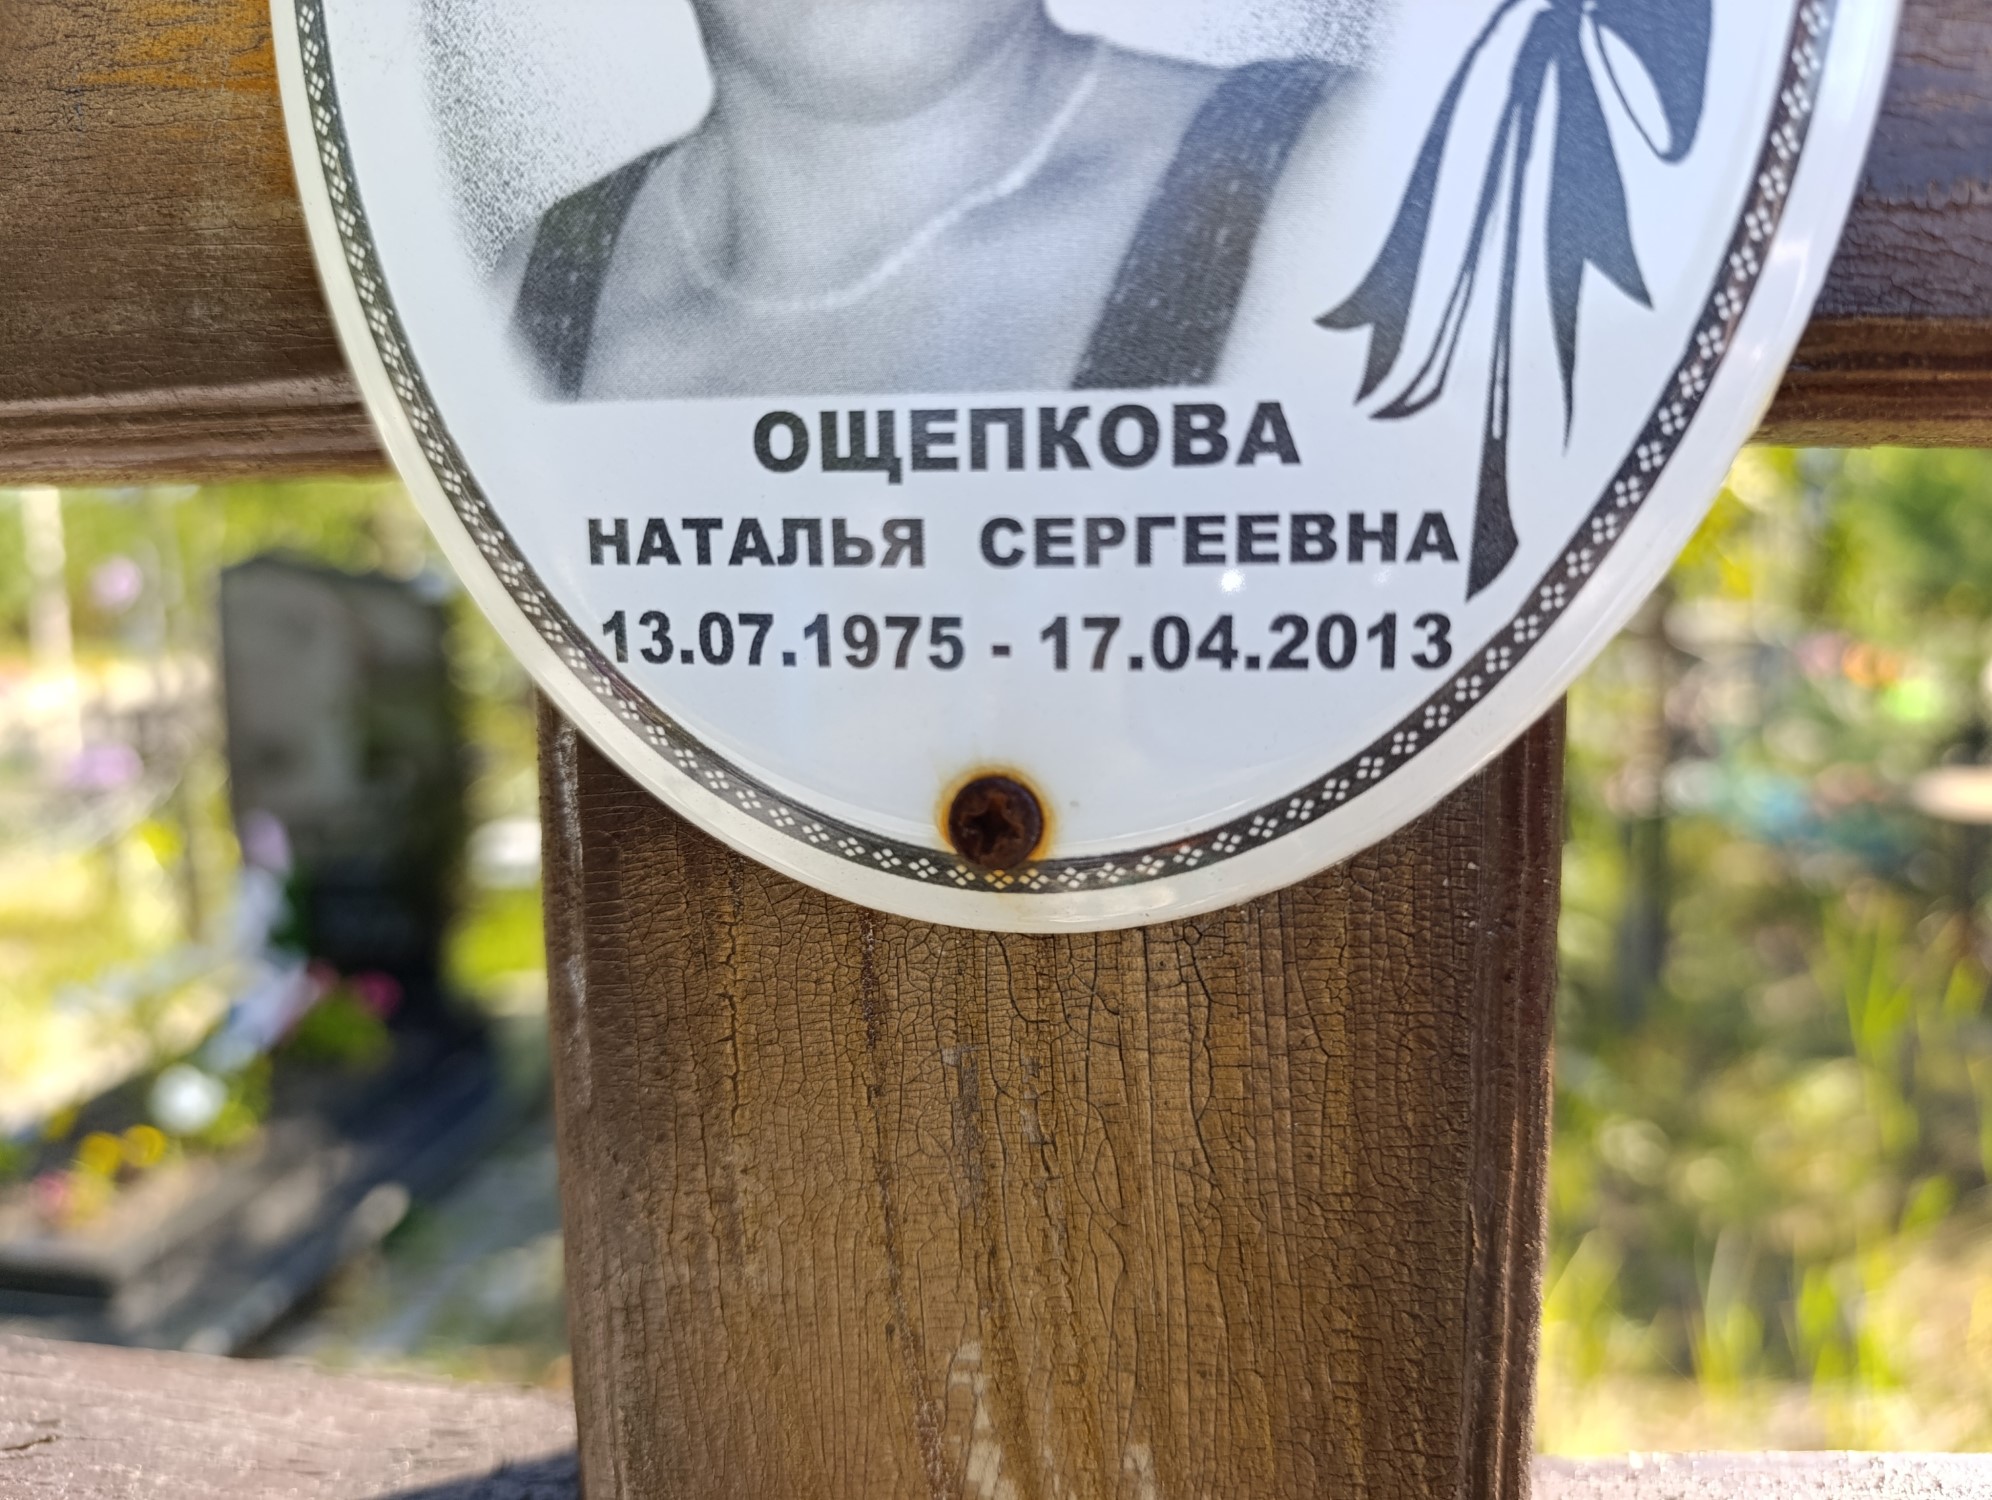 ОЩЕПКОВА
НАТАЛЬЯ СЕРГЕЕВНА
13.07.1975 - 17.04.2013